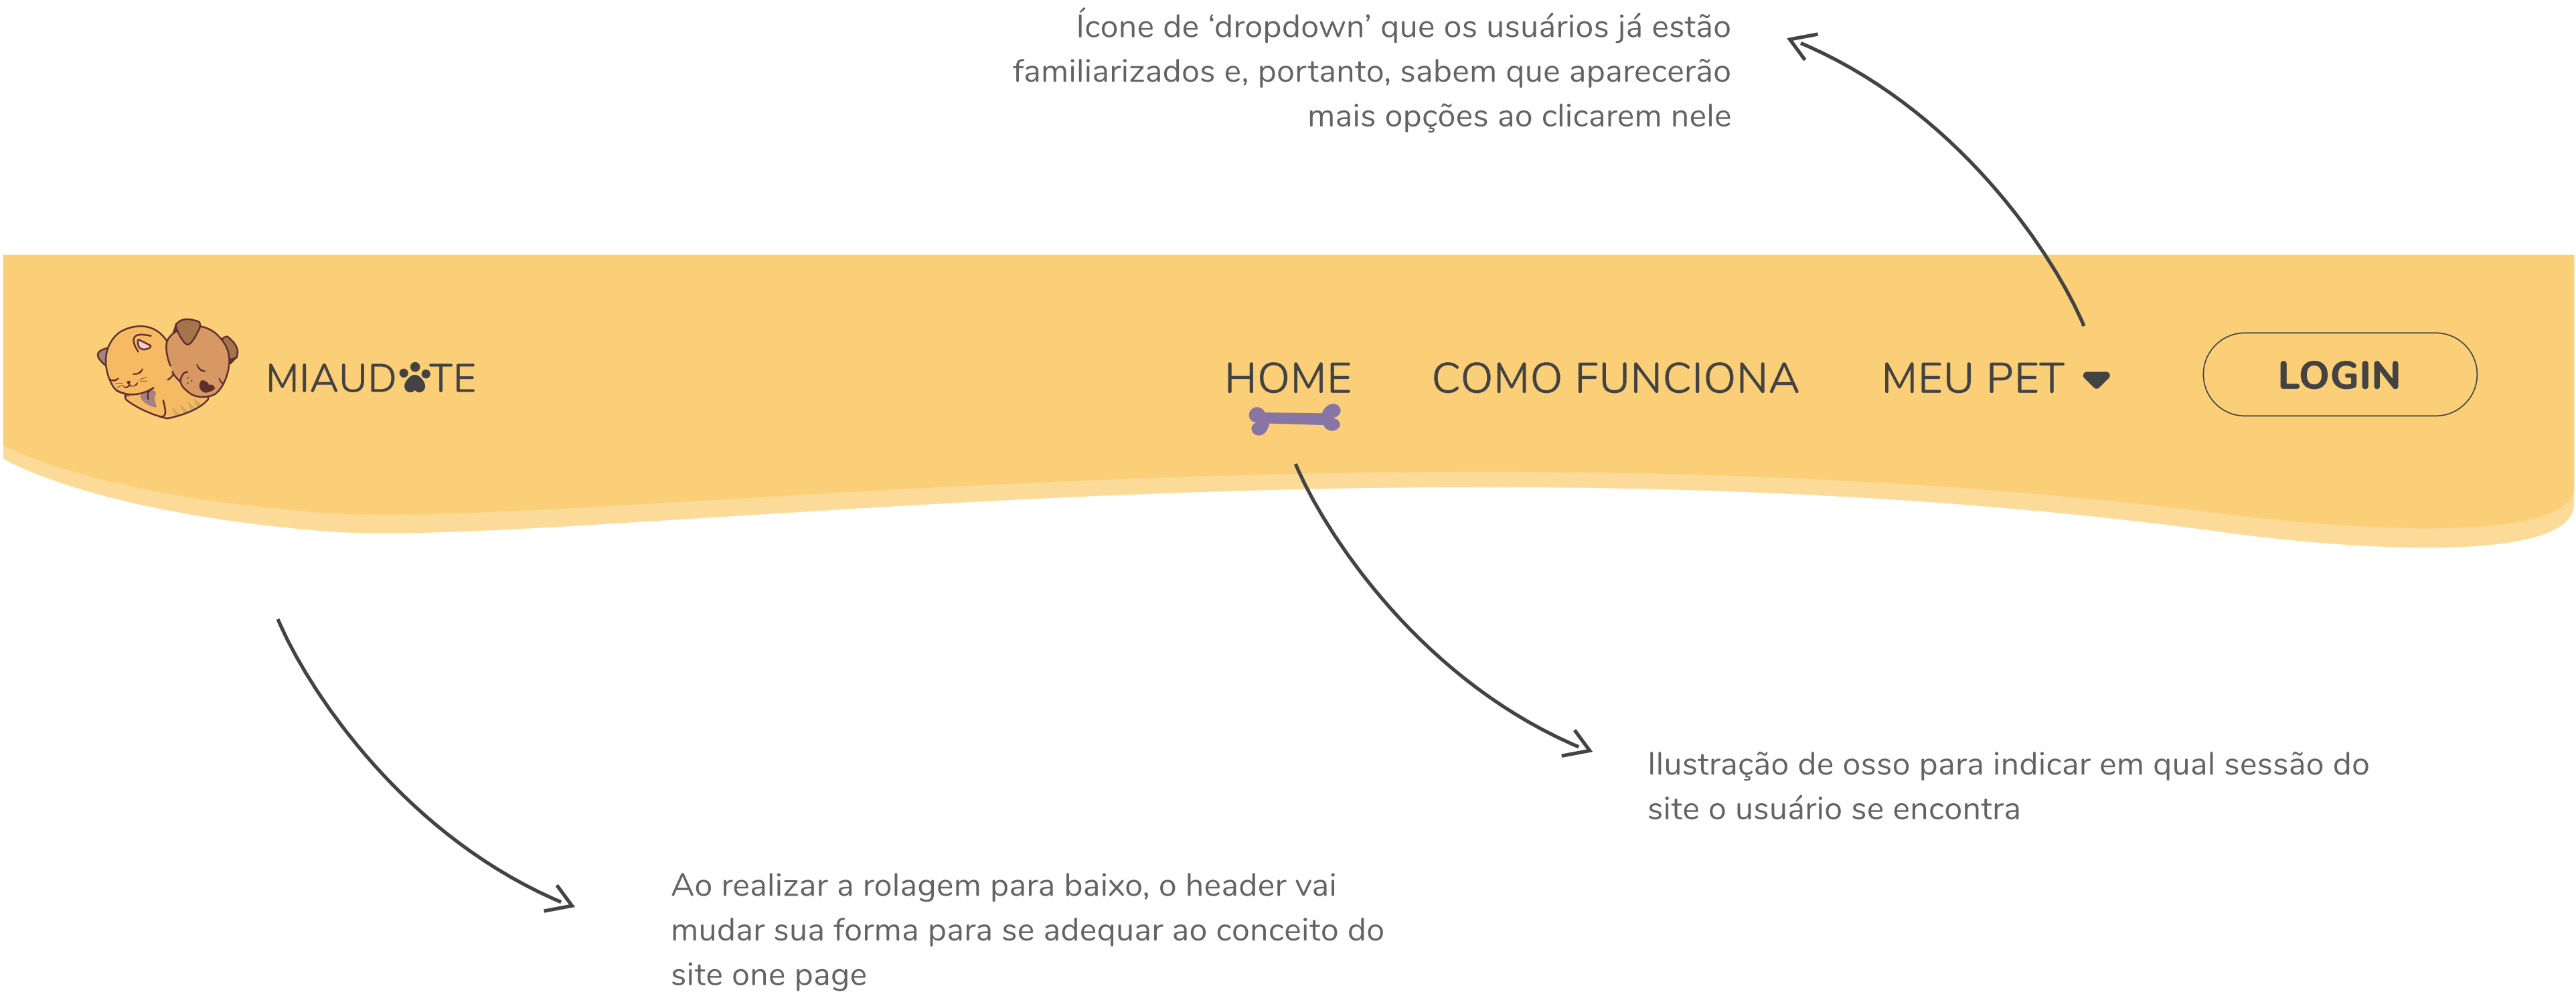 Ícone de ‘dropdown’ que os usuários já estão
familiarizados e, portanto, sabem que aparecerão
mais opções ao clicarem nele
MIAUDOTE
HOME
COMO FUNCIONA
MEU PET
LOGIN
Ilustração de osso para indicar em qual sessão do
site o usuário se encontra
Ao realizar a rolagem para baixo, o header vai
mudar sua forma para se adequar ao conceito do
site one page